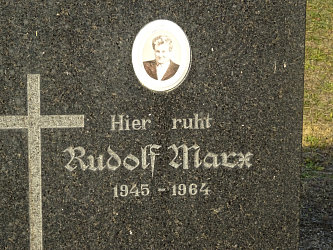 Hier ruht
Rudolf Marx
1945 - 1964